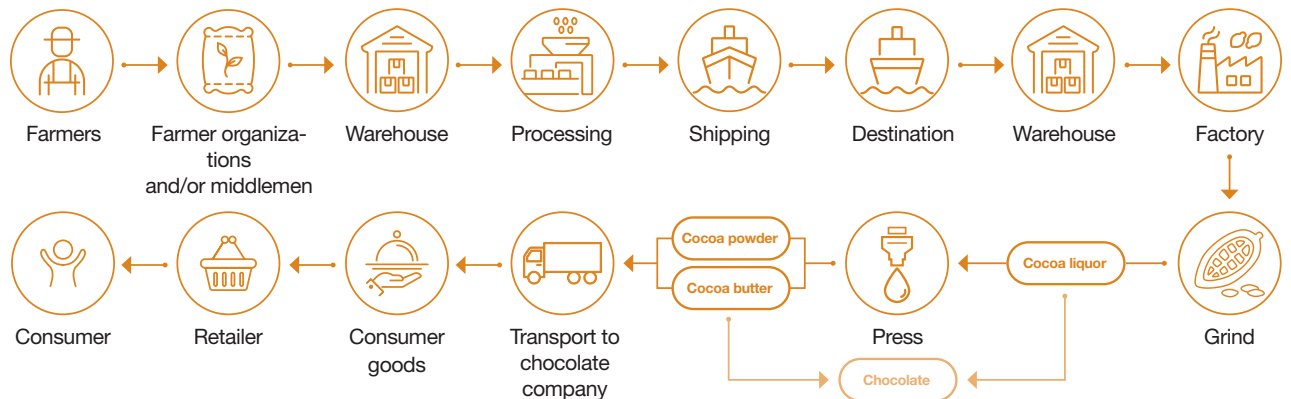 Farmers
Farmer organiza-
tions
and/or middlemen
Warehouse
Processing
Shipping
Destination
Warehouse
Factory
Consumer
Retailer
Consumer
goods
Transport to
chocolate
company
Cocoa powder
Cocoa butter
Press
Cocoa liquor
Grind
Chocolate